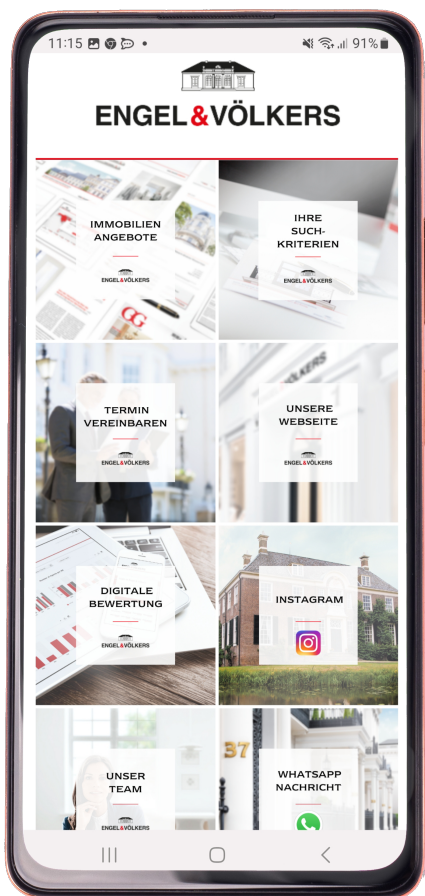 11:15
91%
ENGEL&VÖLKERS
IMMOBILIEN
ANGEBOTE
ENGEL&VÖLKERS
IHRE
SUCH-
KRITERIEN
ENGEL&VÖLKERS
TERMIN
VEREINBAREN
ENGEL&VÖLKERS
UNSERE
WEBSEITE
ENGEL&VÖLKERS
DIGITALE
BEWERTUNG
ENGEL&VÖLKERS
INSTAGRAM
UNSER
TEAM
ENGEL&VÖLKERS
37
WHATSAPP
NACHRICHT